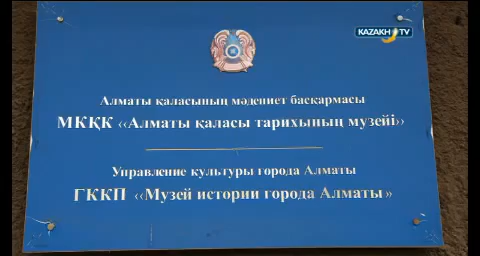 KAZAKH TV
Алматы қаласының мәдениет басқармасы
МКҚК «Алматы қаласы тарихының музейі»
Управление культуры города Алматы
ГККП «Музей истории города Алматы»